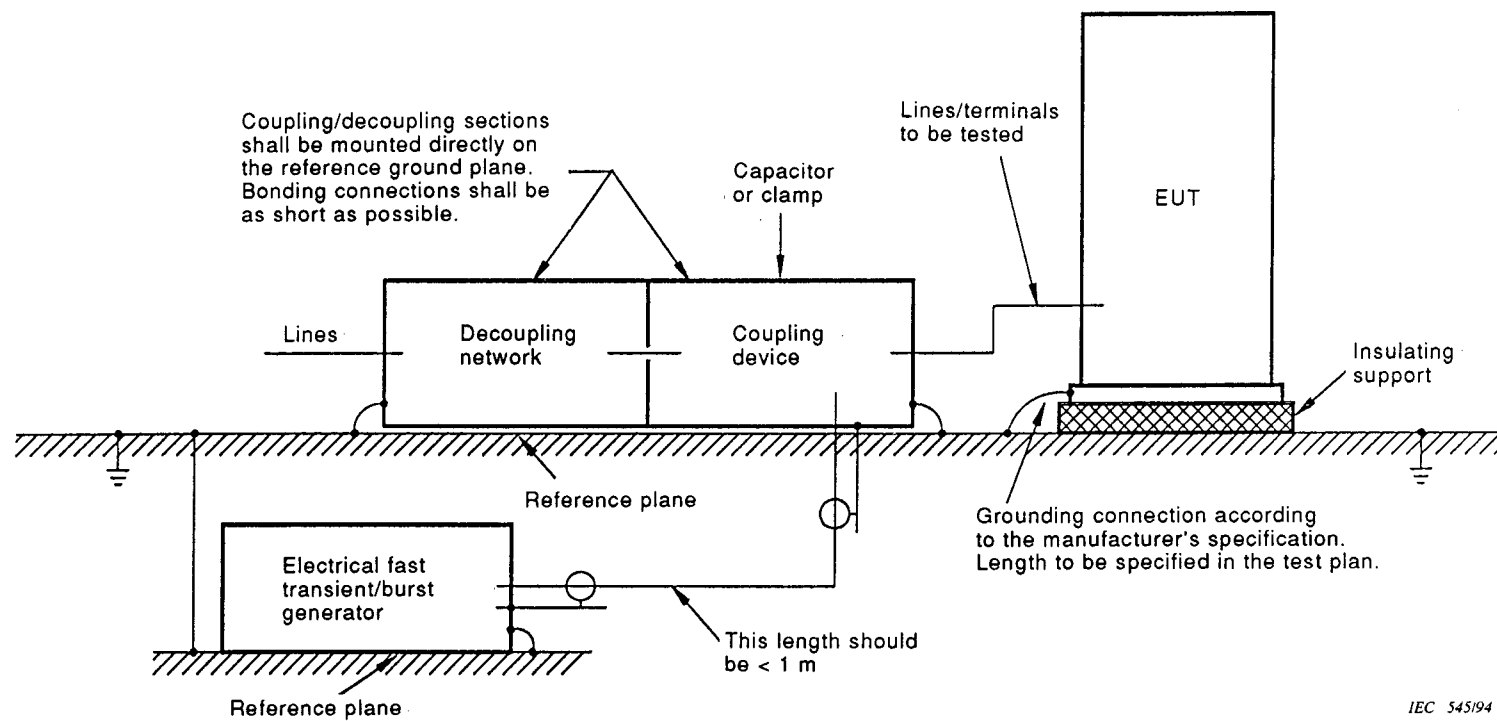 Coupling/decoupling sections
shall be mounted directly on
the reference ground plane.
Bonding connections shall be
as short as possible.
Capacitor
or clamp
Lines/terminals
to be tested
EUT
Lines
Decoupling
network
Coupling
device
Insulating
support
Reference plane
Grounding connection according
to the manufacturer's specification.
Length to be specified in the test plan.
Electrical fast
transient/burst
generator
This length should
be < 1 m
Reference plane
IEC 545/94